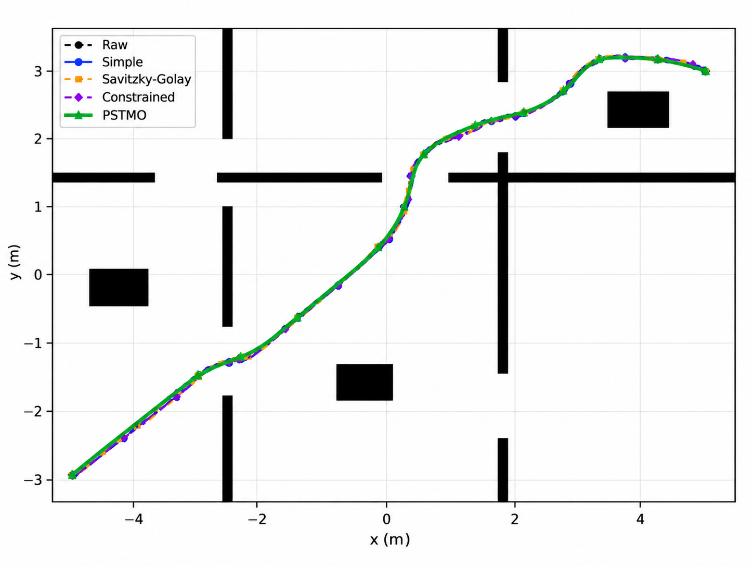 Raw
Simple
Savitzky-Golay
Constrained
PSTMO
3
2
1
0
−1
−2
−3
y (m)
−4
−2
0
2
4
x (m)